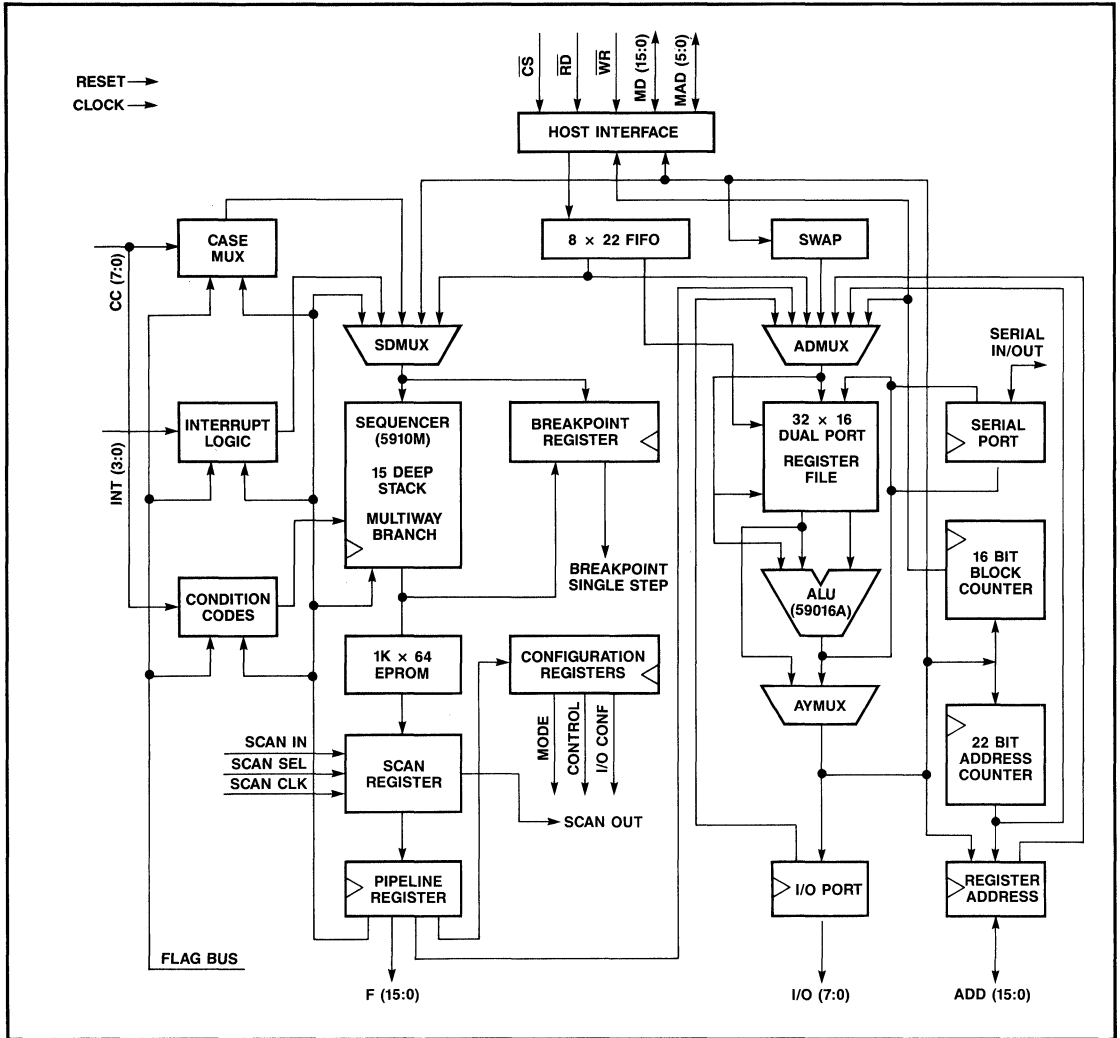 CS
RD
WR
MD (15:0)
MAD (5:0)
RESET
CLOCK
HOST INTERFACE
CASE
MUX
8 × 22 FIFO
SWAP
CC (7:0)
SDMUX
ADMUX
SERIAL
IN/OUT
INTERRUPT
LOGIC
INT (3:0)
SEQUENCER
(5910M)
15 DEEP
STACK
MULTIWAY
BRANCH
BREAKPOINT
REGISTER
32 × 16
DUAL PORT
REGISTER
FILE
SERIAL
PORT
BREAKPOINT
SINGLE STEP
16 BIT
BLOCK
COUNTER
CONDITION
CODES
ALU
(59016A)
1K × 64
EPROM
CONFIGURATION
REGISTERS
AYMUX
MODE
CONTROL
I/O CONF
SCAN IN
SCAN SEL
SCAN CLK
SCAN
REGISTER
SCAN OUT
22 BIT
ADDRESS
COUNTER
PIPELINE
REGISTER
I/O PORT
REGISTER
ADDRESS
FLAG BUS
F (15:0)
I/O (7:0)
ADD (15:0)